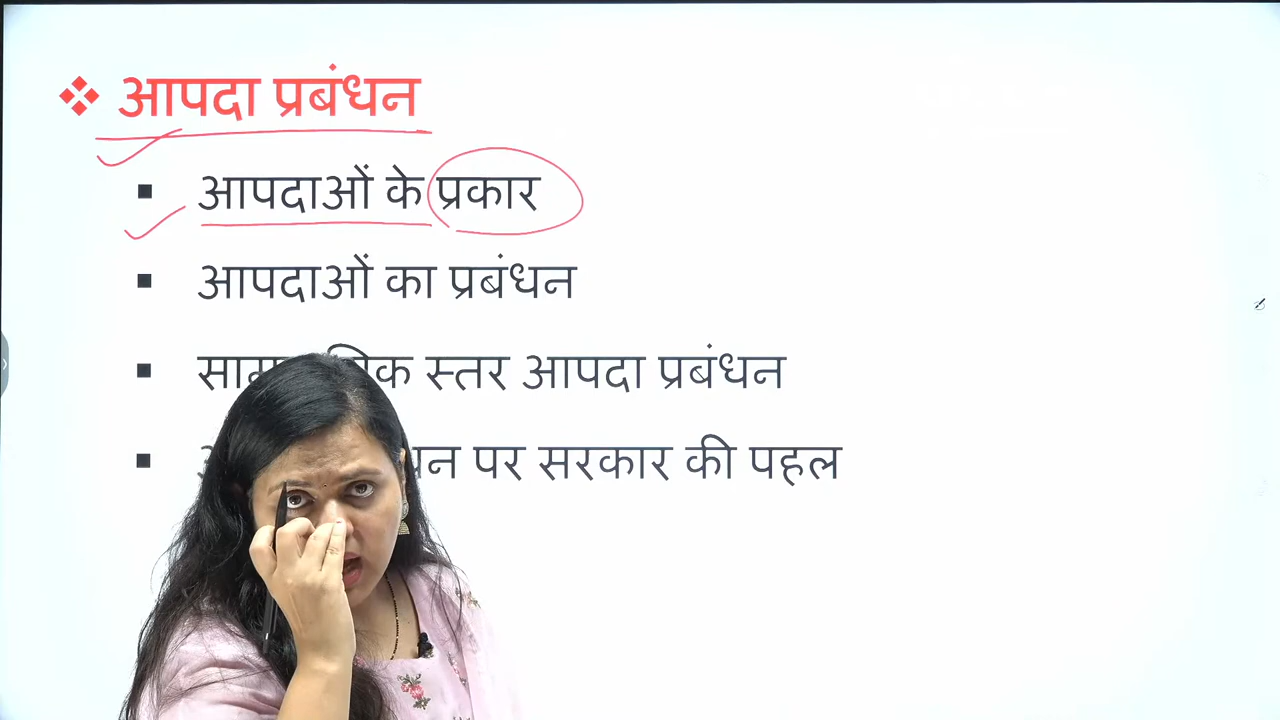 आपदा प्रबंधन
आपदाओं के प्रकार
आपदाओं का प्रबंधन
स्तर आपदा प्रबंधन
पर सरकार की पहल